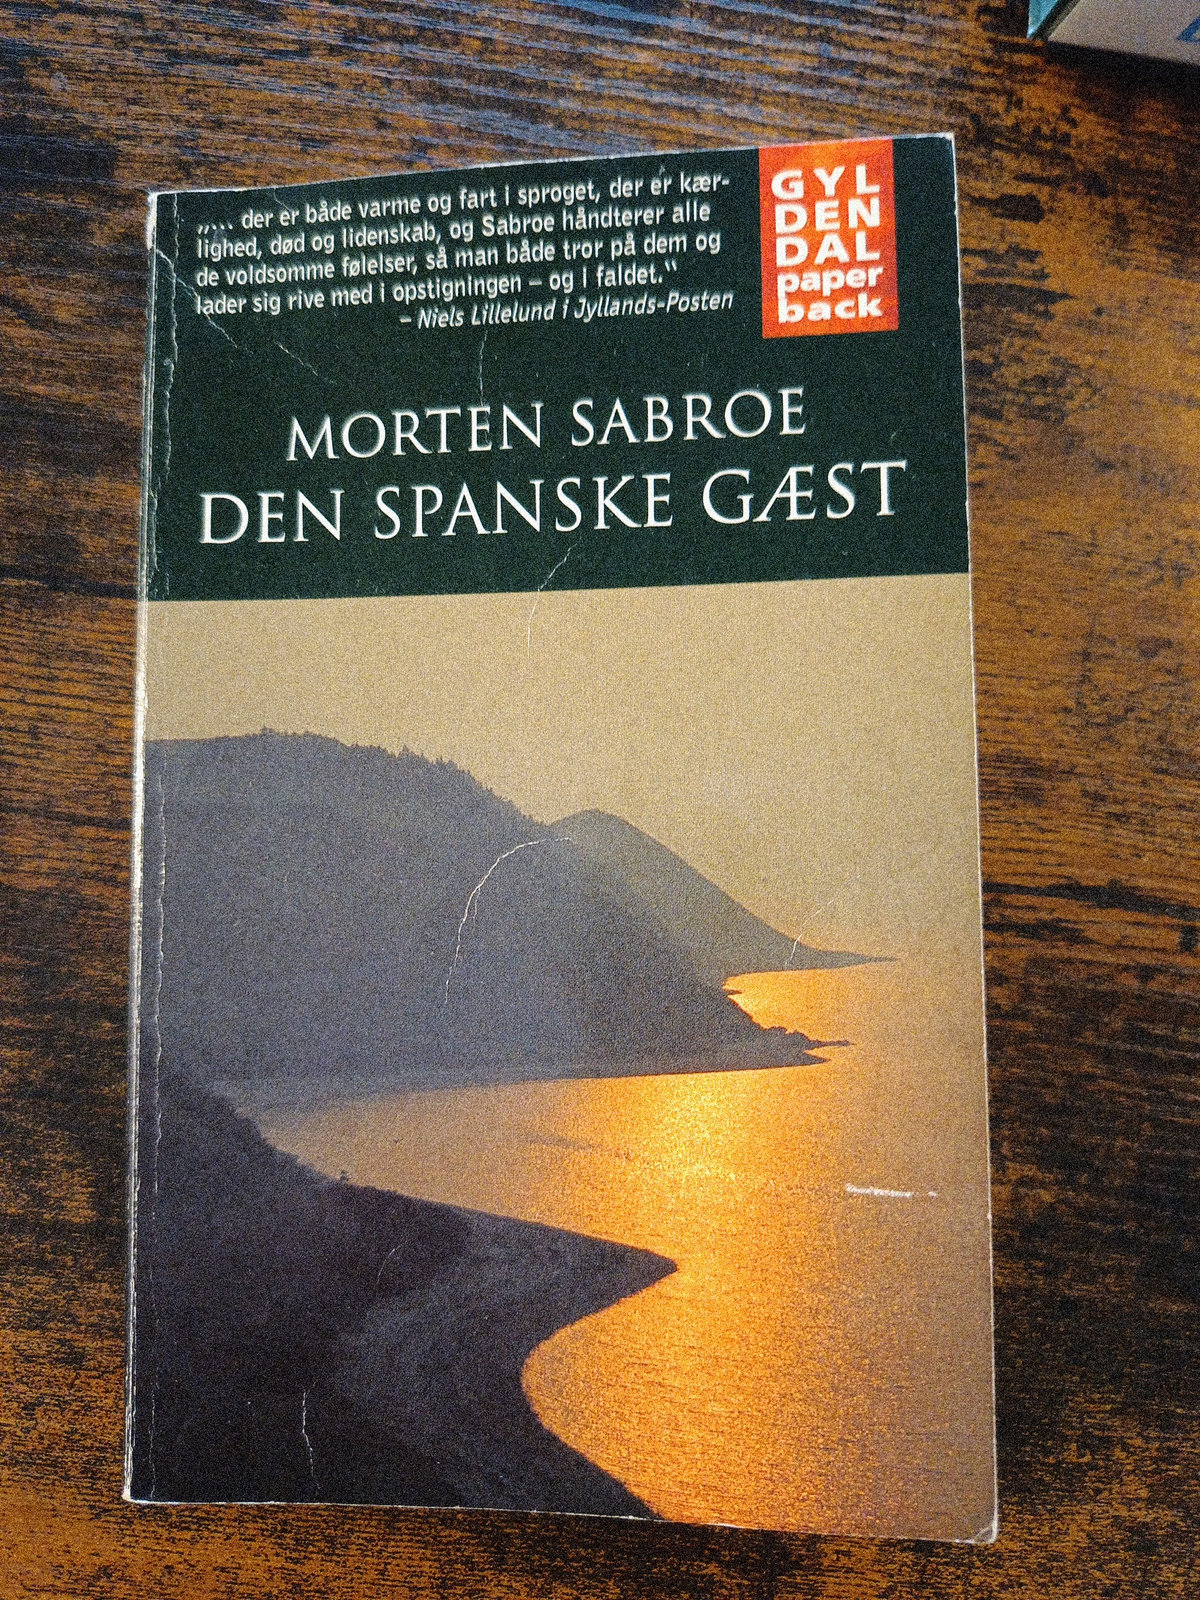 „... der er både varme og fart i sproget, der er kær-
lighed, død og lidenskab, og Sabroe håndterer alle
de voldsomme følelser, så man både tror på dem og
lader sig rive med i opstigningen – og i faldet.“
– Niels Lillelund i Jyllands-Posten
GYL
DEN
DAL
paper
back
MORTEN SABROE
DEN SPANSKE GÆST